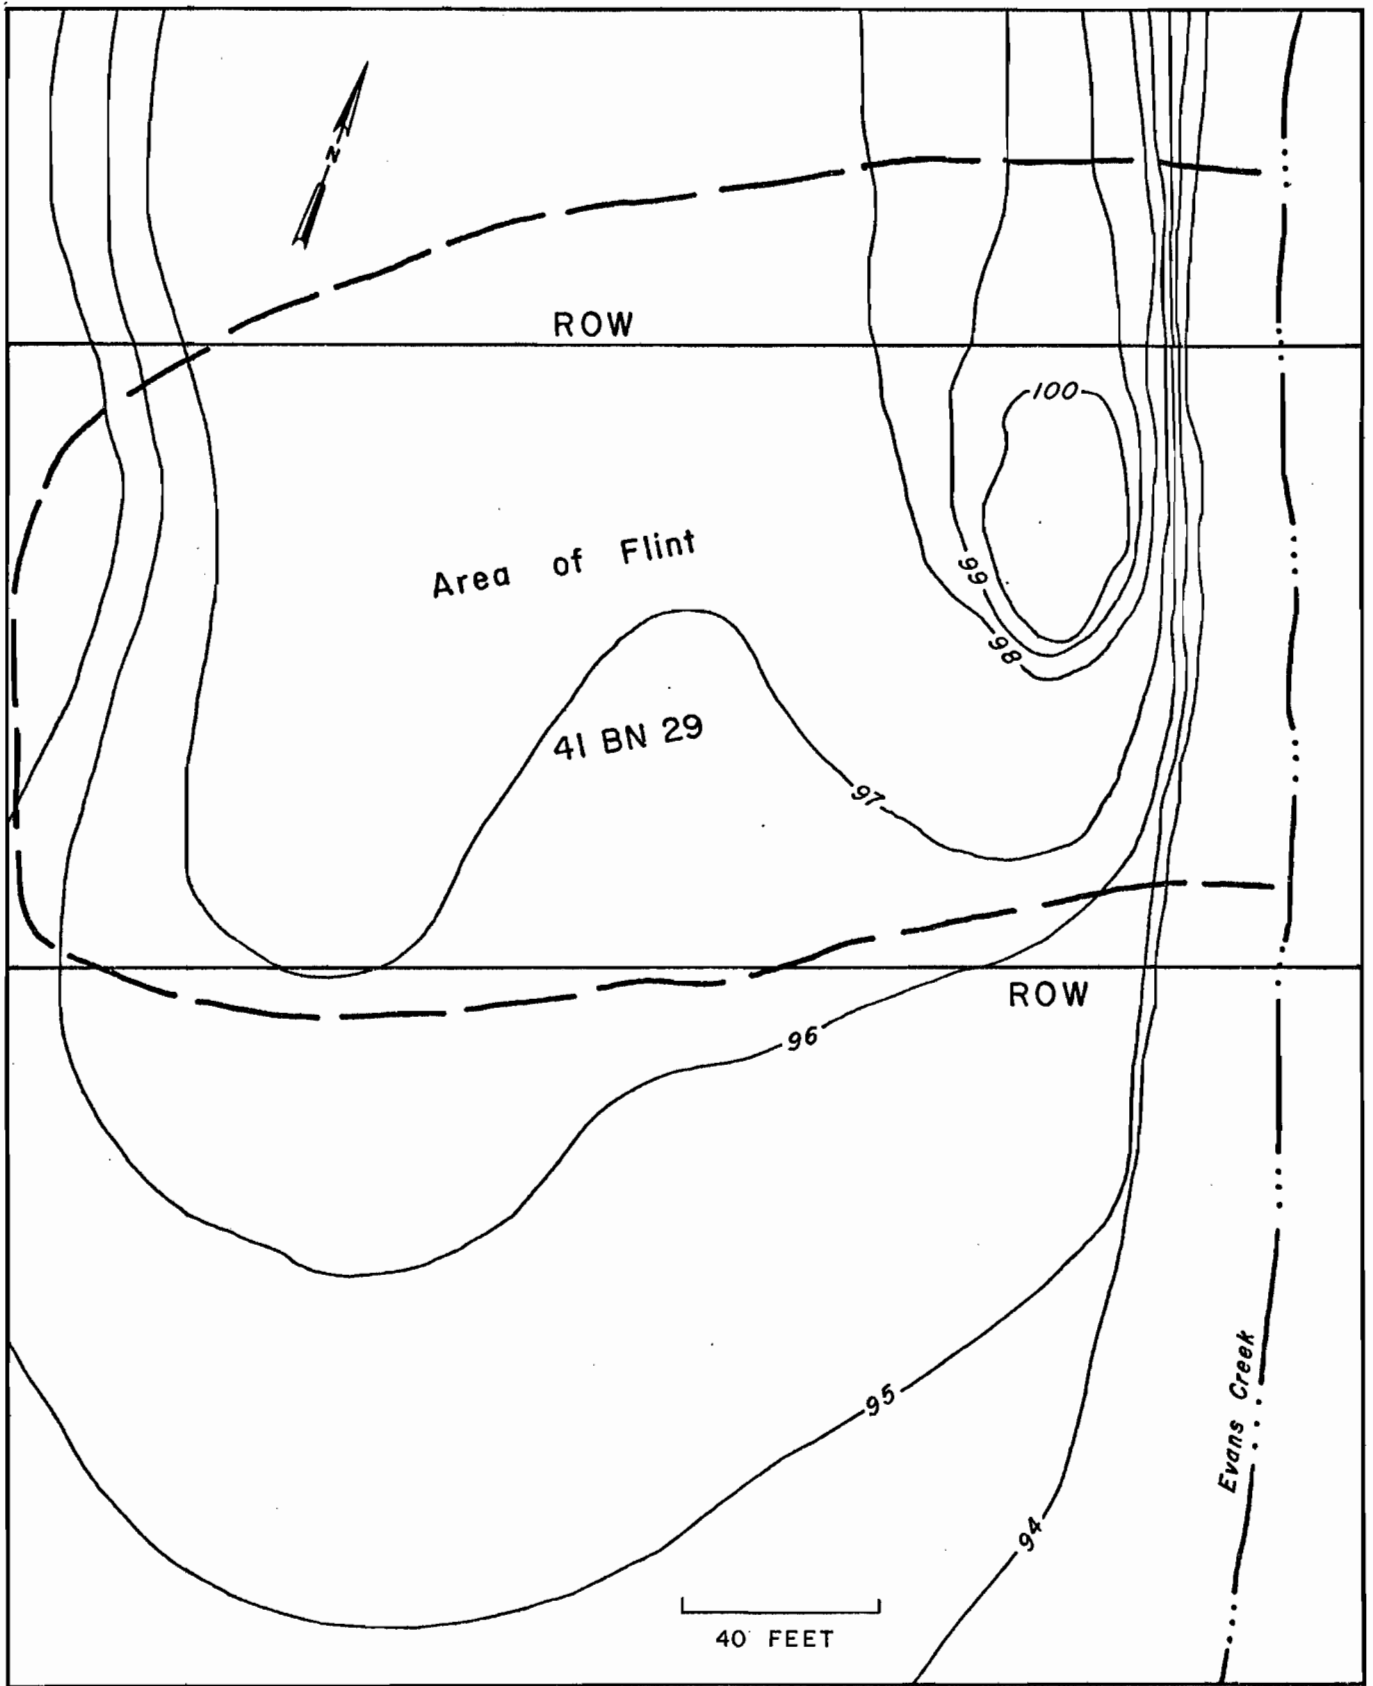 N
ROW
100
Area of Flint
99
98
41 BN 29
97
ROW
96
95
Evans Creek
94
40 FEET